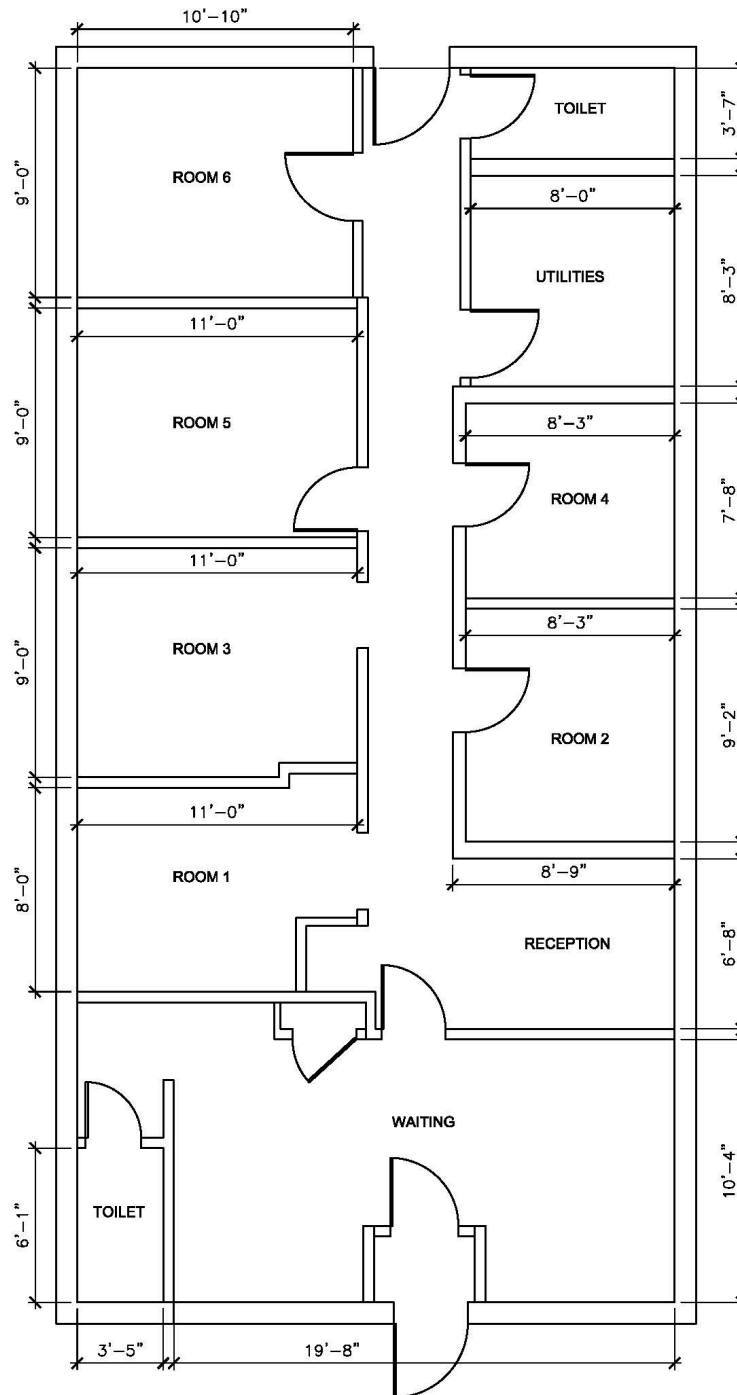 10'-10"
TOILET
3'-7"
ROOM 6
9'-0"
8'-0"
UTILITIES
8'-3"
11'-0"
ROOM 5
9'-0"
8'-3"
ROOM 4
7'-8"
11'-0"
8'-3"
ROOM 3
9'-0"
ROOM 2
9'-2"
11'-0"
ROOM 1
8'-0"
8'-9"
RECEPTION
6'-8"
WAITING
10'-4"
TOILET
6'-1"
3'-5"
19'-8"